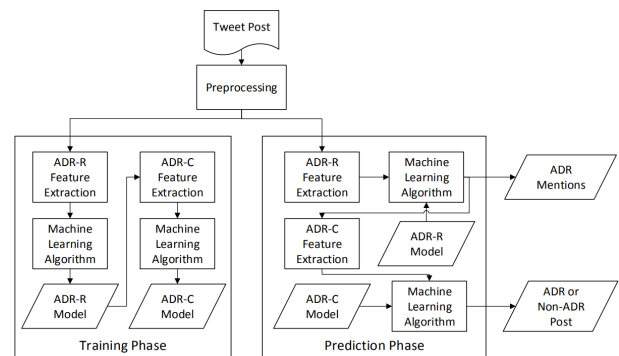 Tweet Post
Preprocessing
ADR-R
Feature
Extraction
ADR-C
Feature
Extraction
Machine
Learning
Algorithm
Machine
Learning
Algorithm
ADR-R
Model
ADR-C
Model
Training Phase
ADR-R
Feature
Extraction
Machine
Learning
Algorithm
ADR
Mentions
ADR-C
Feature
Extraction
ADR-R
Model
ADR-C
Model
Machine
Learning
Algorithm
ADR or
Non-ADR
Post
Prediction Phase